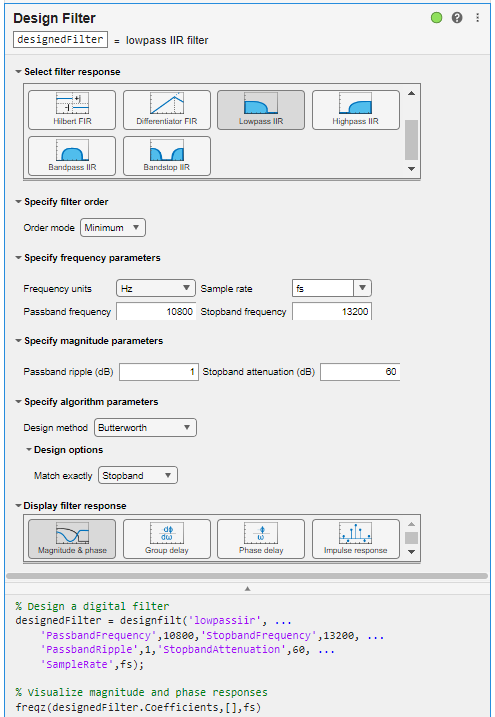 Design Filter
designedFilter = lowpass IIR filter
Select filter response
Hilbert FIR Differentiator FIR Lowpass IIR Highpass IIR
Bandpass IIR Bandstop IIR
Specify filter order
Order mode Minimum
Specify frequency parameters
Frequency units Hz Sample rate fs
Passband frequency 10800 Stopband frequency 13200
Specify magnitude parameters
Passband ripple (dB) 1 Stopband attenuation (dB) 60
Specify algorithm parameters
Design method Butterworth
Design options
Match exactly Stopband
Display filter response
dϕ
dω
ϕ
ω
Magnitude & phase Group delay Phase delay Impulse response
% Design a digital filter
designedFilter = designfilt('lowpassiir', ...
'PassbandFrequency',10800,'StopbandFrequency',13200, ...
'PassbandRipple',1,'StopbandAttenuation',60, ...
'SampleRate',fs);
% Visualize magnitude and phase responses
freqz(designedFilter.Coefficients,[],fs)